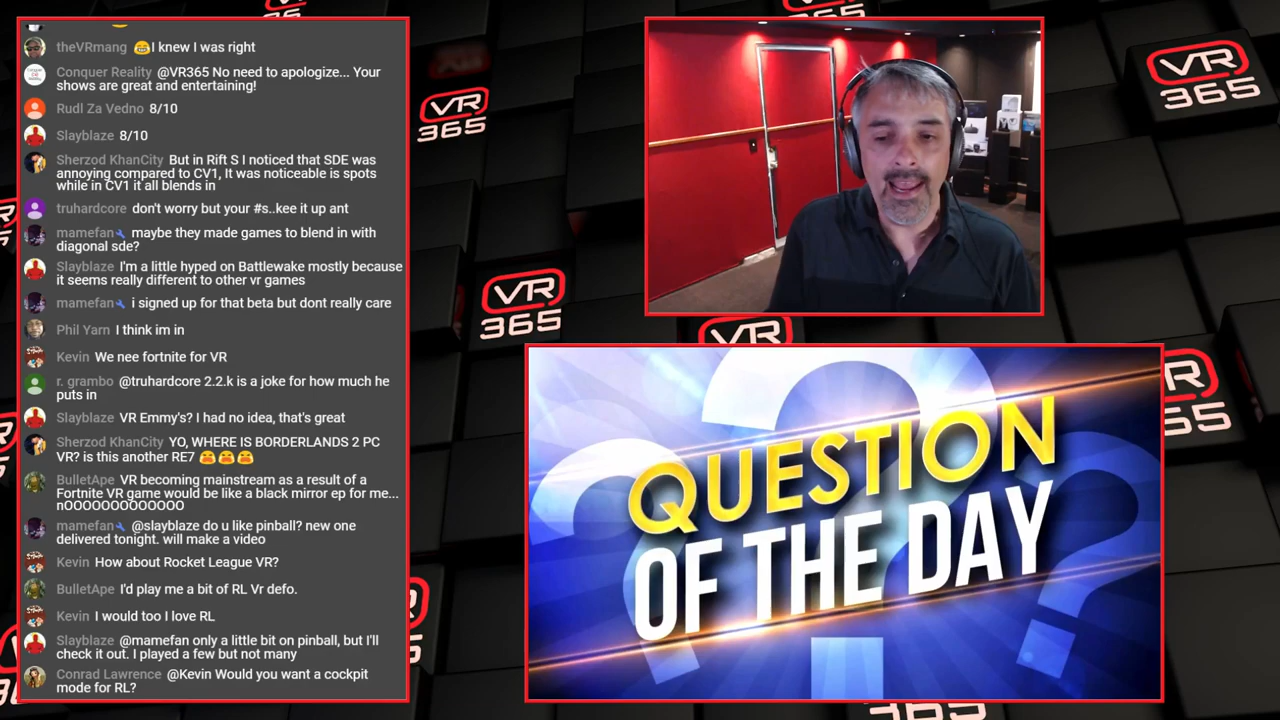 theVRmang 😂I knew I was right
Conquer Reality @VR365 No need to apologize... Your
shows are great and entertaining!
Rudl Za Vedno 8/10
Slayblaze 8/10
Sherzod KhanCity But in Rift S I noticed that SDE was
annoying compared to CV1, It was noticeable is spots
while in CV1 it all blends in
truhardcore don't worry but your #s..kee it up ant
mamefan maybe they made games to blend in with
diagonal sde?
Slayblaze I'm a little hyped on Battlewake mostly because
it seems really different to other vr games
mamefan i signed up for that beta but dont really care
Phil Yarn I think im in
Kevin We nee fortnite for VR
r. grambo @truhardcore 2.2.k is a joke for how much he
puts in
Slayblaze VR Emmy's? I had no idea, that's great
Sherzod KhanCity YO, WHERE IS BORDERLANDS 2 PC
VR? is this another RE7 😫😫😫
BulletApe VR becoming mainstream as a result of a
Fortnite VR game would be like a black mirror ep for me...
nOOOOOOOOOOOOO
mamefan @slayblaze do u like pinball? new one
delivered tonight. will make a video
Kevin How about Rocket League VR?
BulletApe I'd play me a bit of RL Vr defo.
Kevin I would too I love RL
Slayblaze @mamefan only a little bit on pinball, but I'll
check it out. I played a few but not many
Conrad Lawrence @Kevin Would you want a cockpit
mode for RL?
VR
365
VR
365
VR
365
VR
QUESTION
OF THE DAY